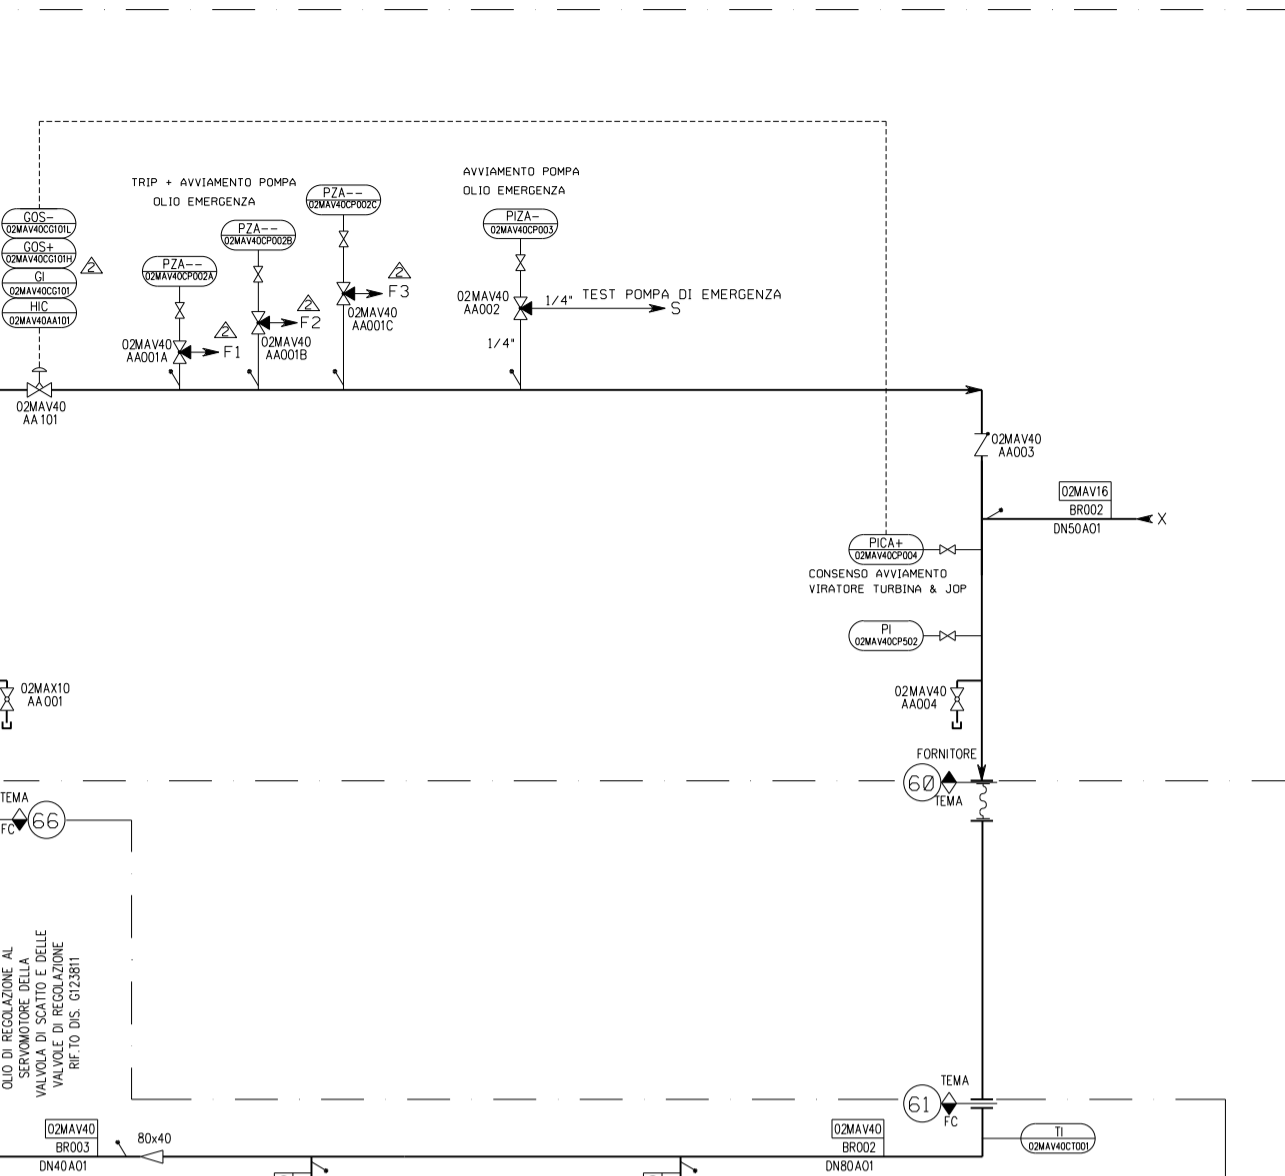 TRIP + AVVIAMENTO POMPA
OLIO EMERGENZA
AVVIAMENTO POMPA
OLIO EMERGENZA
GOS-
02MAV40CG101L
GOS+
02MAV40CG101H
GI
02MAV40CG101
HIC
02MAV40AA101
2
PZA--
02MAV40CP002A
PZA--
02MAV40CP002B
PZA--
02MAV40CP002C
PIZA-
02MAV40CP003
02MAV40
AA001A
2
F1
02MAV40
AA001B
2
F2
02MAV40
AA001C
2
F3
02MAV40
AA002
1/4"
TEST POMPA DI EMERGENZA
S
1/4"
02MAV40
AA101
02MAV40
AA003
02MAV16
BR002
DN50A01
X
PICA+
02MAV40CP004
CONSENSO AVVIAMENTO
VIRATORE TURBINA & JOP
PI
02MAV40CP502
02MAX10
AA001
02MAV40
AA004
FORNITORE
60
TEMA
TEMA
FC
66
OLIO DI REGOLAZIONE AL
SERVOMOTORE DELLA
VALVOLA DI SCATTO E DELLE
VALVOLE DI REGOLAZIONE
RIF.TO DIS. G123811
TEMA
61
FC
02MAV40
BR003
DN40A01
80x40
02MAV40
BR002
DN80A01
TI
02MAV40CT001